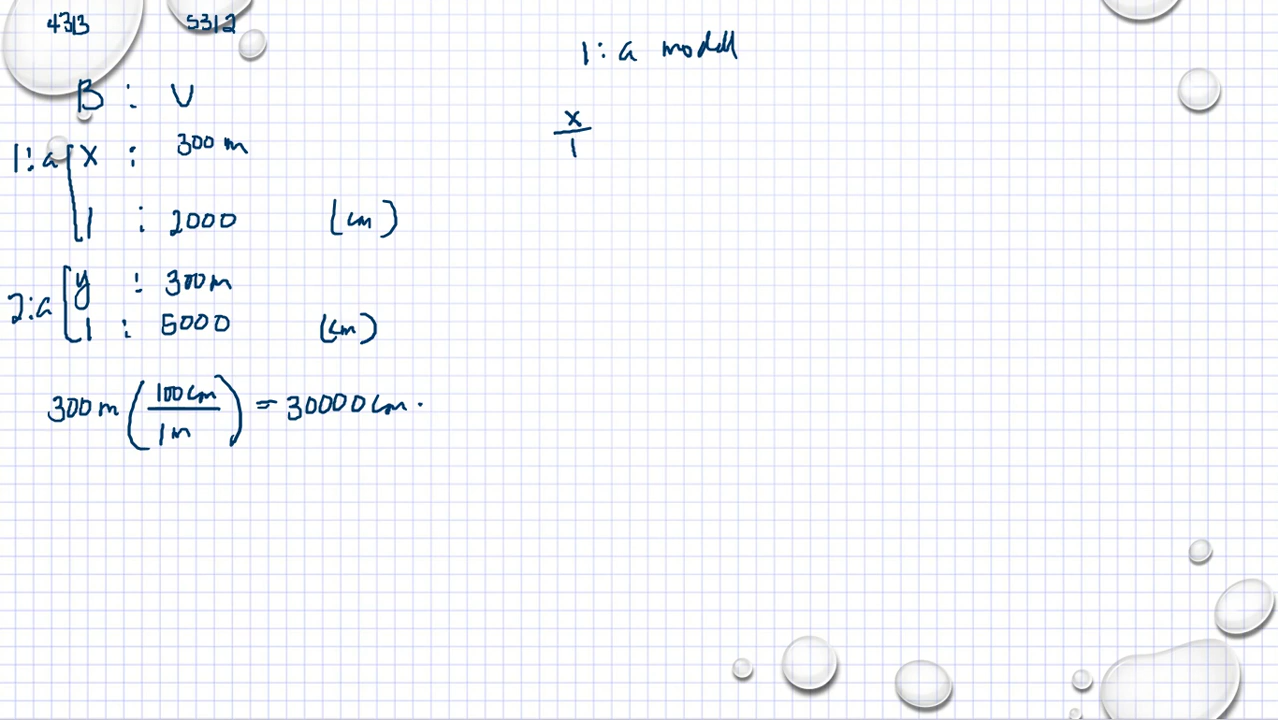 4313 5312
1:a modell
B : V
1:a x : 300 m
1 : 2000 (cm)
2:a y : 300 m
1 : 5000 (cm)
300 m (100 cm / 1 m) = 30000 cm.
x
1